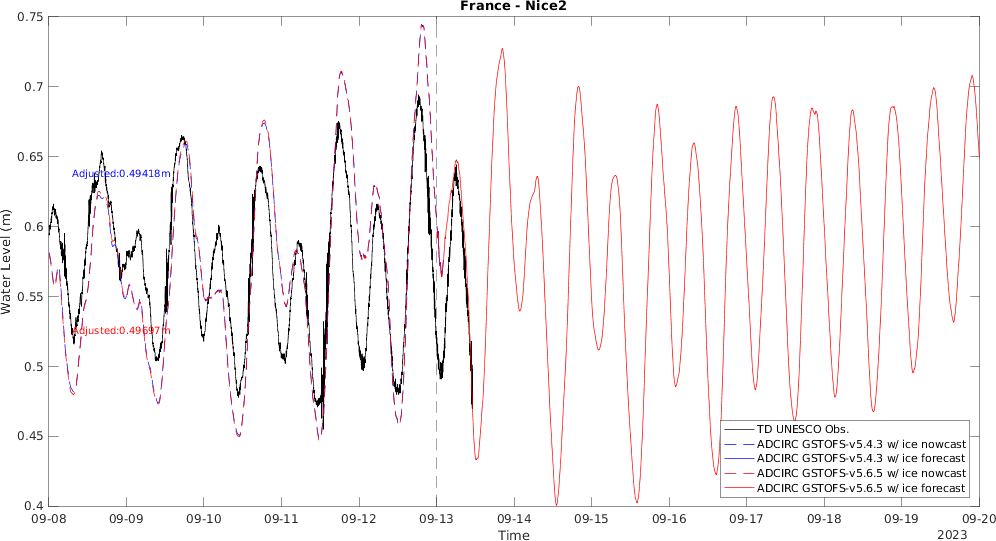 France - Nice2
0.75
0.7
0.65
0.6
0.55
0.5
0.45
0.4
Water Level (m)
Adjusted:0.49418m
Adjusted:0.49697m
TD UNESCO Obs.
ADCIRC GSTOFS-v5.4.3 w/ ice nowcast
ADCIRC GSTOFS-v5.4.3 w/ ice forecast
ADCIRC GSTOFS-v5.6.5 w/ ice nowcast
ADCIRC GSTOFS-v5.6.5 w/ ice forecast
09-08 09-09 09-10 09-11 09-12 09-13 09-14 09-15 09-16 09-17 09-18 09-19 09-20
Time
2023